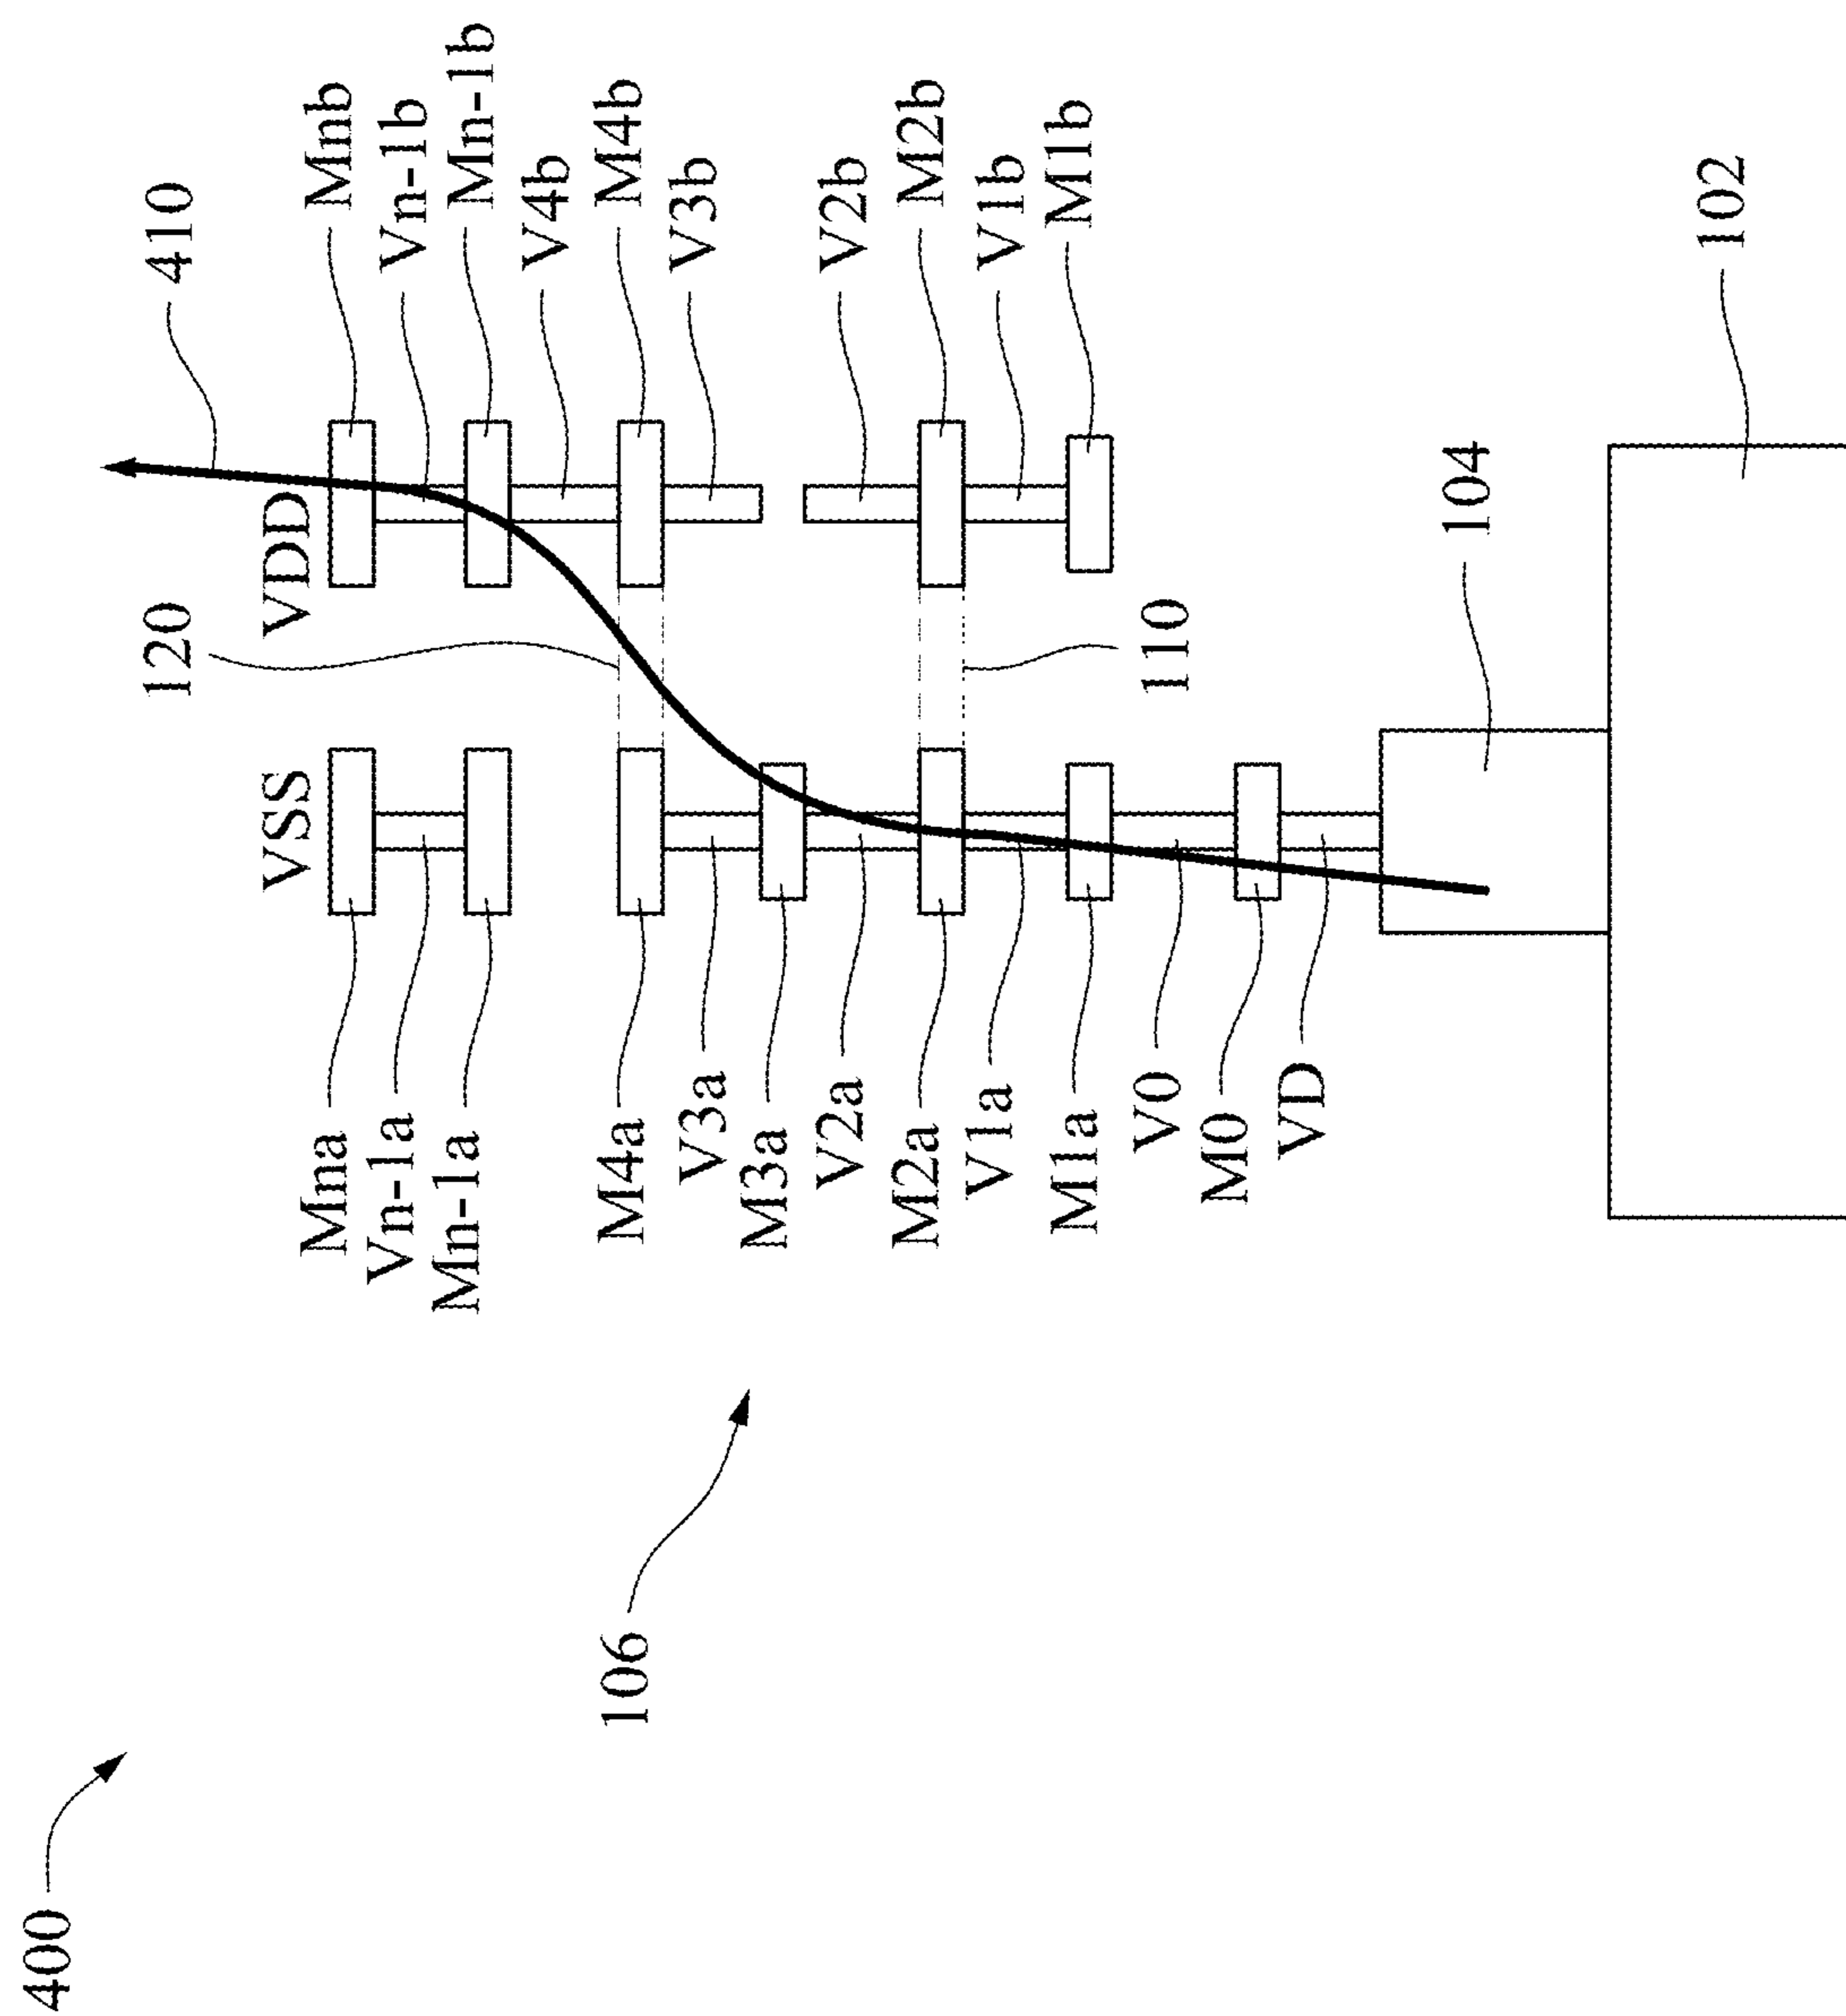 400
106
120
410
VSS
VDD
Mna
Vn-1a
Mn-1a
M4a
V3a
M3a
V2a
M2a
V1a
M1a
V0
M0
VD
Mnb
Vn-1b
Mn-1b
V4b
M4b
V3b
V2b
M2b
V1b
M1b
110
104
102